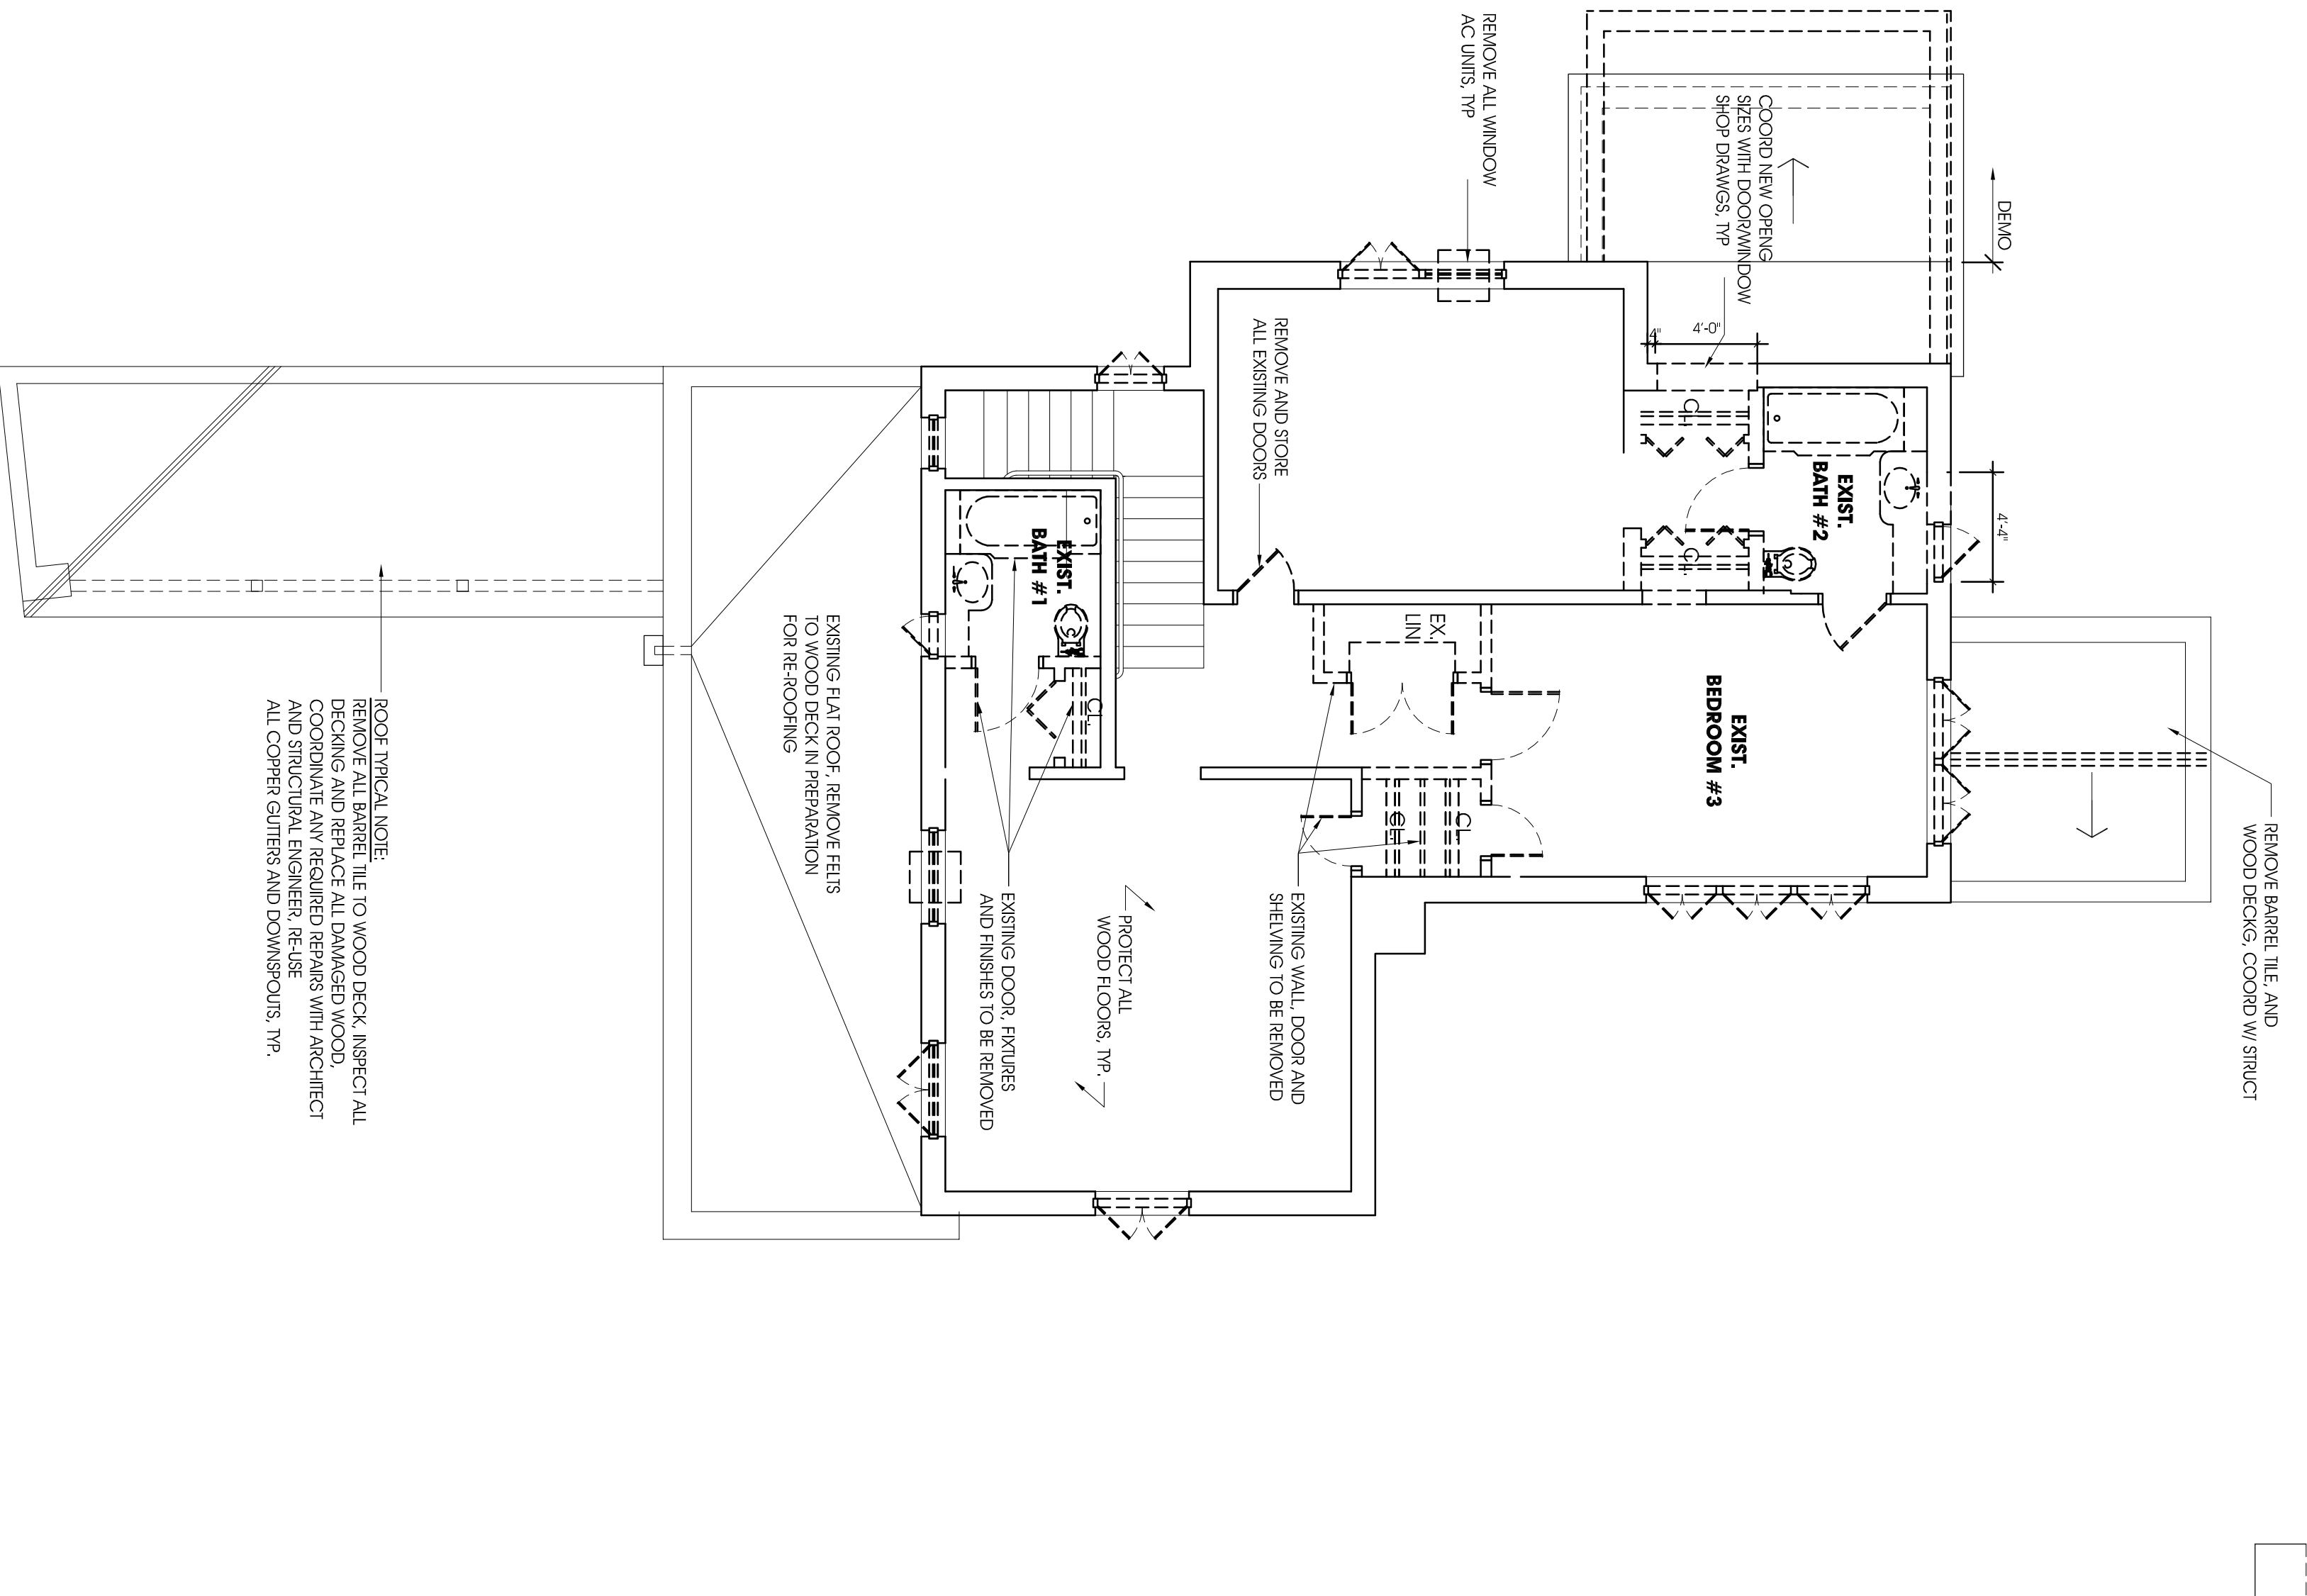 REMOVE ALL WINDOW
AC UNITS, TYP
COORD NEW OPENG
SIZES WITH DOOR/WINDOW
SHOP DRAWGS, TYP
DEMO
4"
4'-0"
4'-4"
REMOVE AND STORE
ALL EXISTING DOORS
CL.
CL.
EXIST.
BATH #2
EXIST.
BATH #1
EX.
LIN.
CL.
EXIST.
BEDROOM #3
CL.
CL.
REMOVE BARREL TILE, AND
WOOD DECKG, COORD W/ STRUCT
EXISTING FLAT ROOF, REMOVE FELTS
TO WOOD DECK IN PREPARATION
FOR RE-ROOFING
ROOF TYPICAL NOTE:
REMOVE ALL BARREL TILE TO WOOD DECK, INSPECT ALL
DECKING AND REPLACE ALL DAMAGED WOOD,
COORDINATE ANY REQUIRED REPAIRS WITH ARCHITECT
AND STRUCTURAL ENGINEER, RE-USE
ALL COPPER GUTTERS AND DOWNSPOUTS, TYP.
EXISTING DOOR, FIXTURES
AND FINISHES TO BE REMOVED
PROTECT ALL
WOOD FLOORS, TYP.
EXISTING WALL, DOOR AND
SHELVING TO BE REMOVED